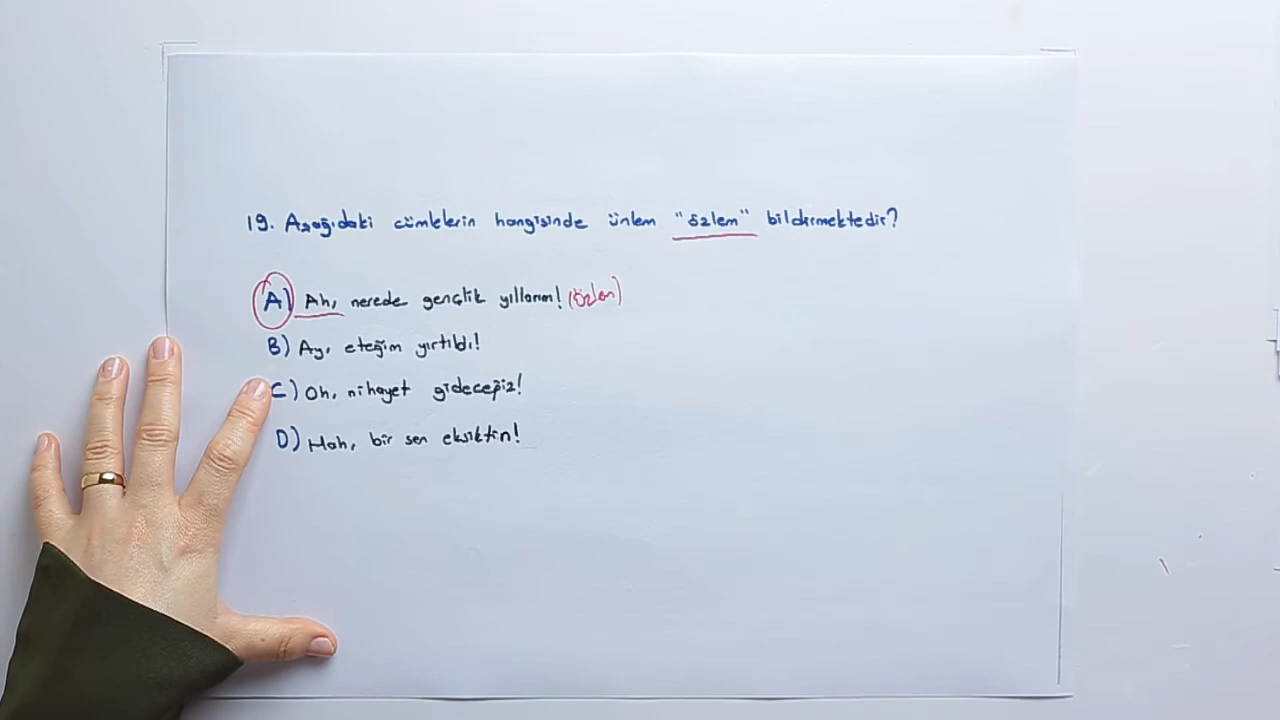 19. Aşağıdaki cümlelerin hangisinde ünlem "özlem" bildirmektedir?
A) Ah, nerede gençlik yıllarım! (özlem)
B) Ay, eteğim yırtıldı!
C) Oh, nihayet gideceğiz!
D) Hah, bir sen eksiktin!